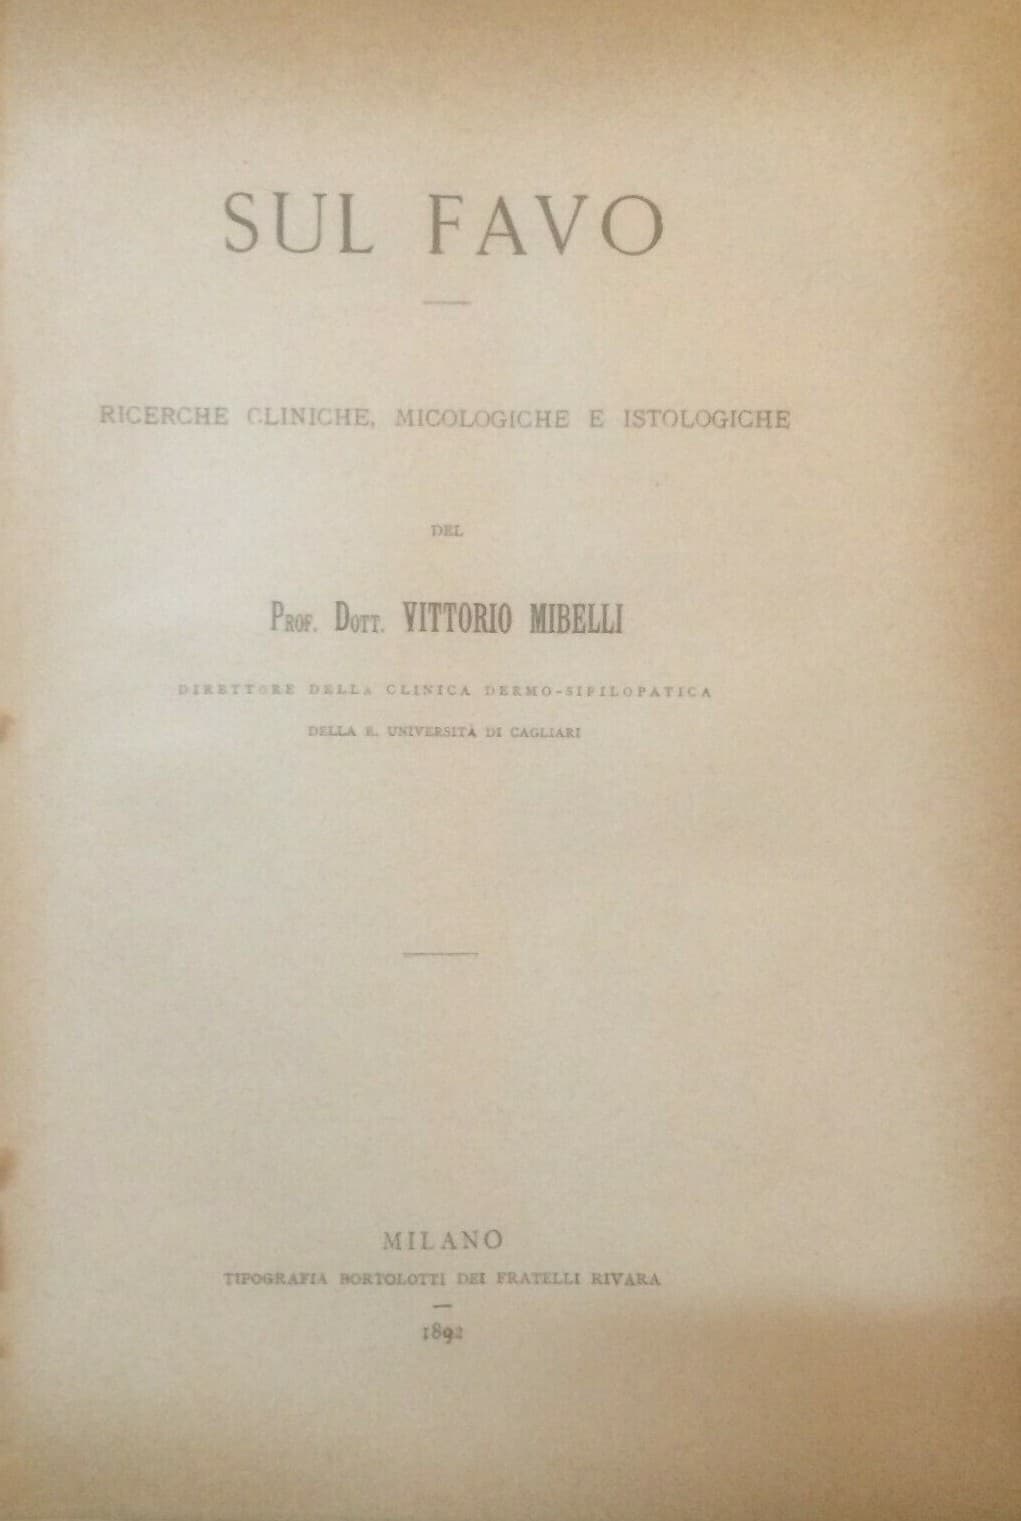 SUL FAVO
RICERCHE CLINICHE, MICOLOGICHE E ISTOLOGICHE
DEL
PROF. DOTT. VITTORIO MIBELLI
DIRETTORE DELLA CLINICA DERMO-SIFILOPATICA
DELLA R. UNIVERSITÀ DI CAGLIARI
MILANO
TIPOGRAFIA BORTOLOTTI DEI FRATELLI RIVARA
1892